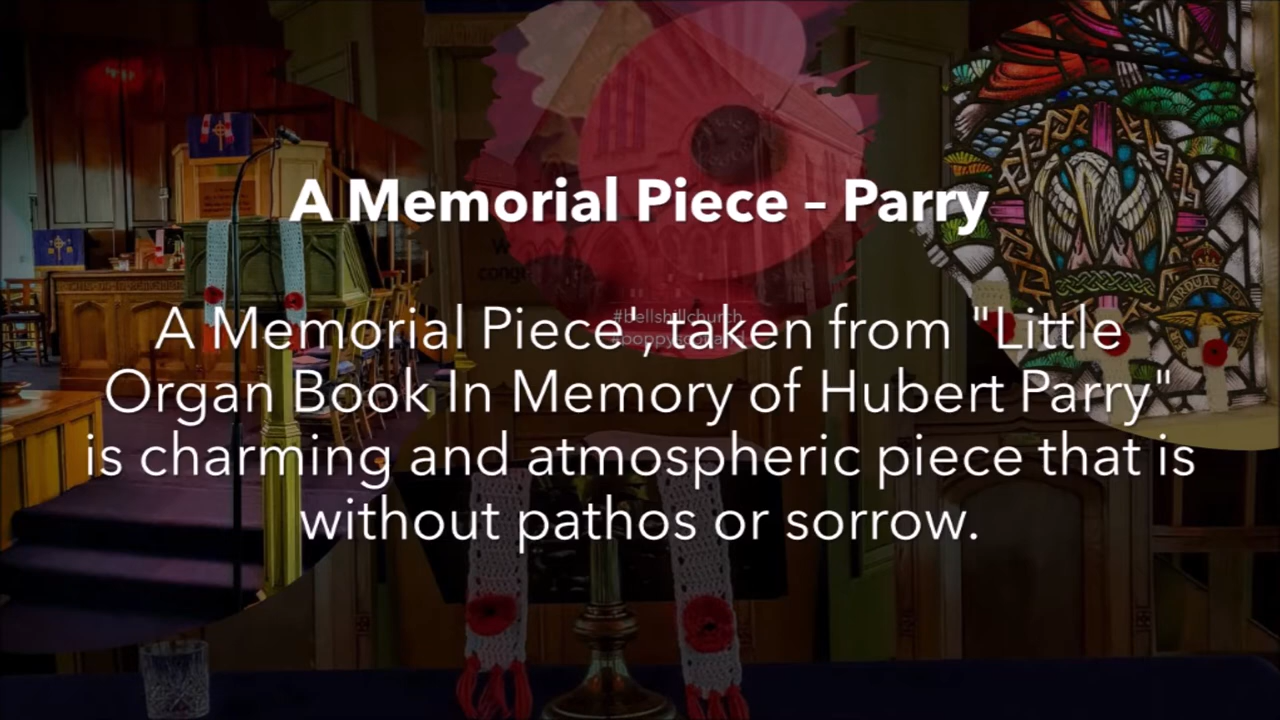 A Memorial Piece – Parry
#bellshillchurch
A Memorial Piece , taken from "Little
Organ Book In Memory of Hubert Parry"
is charming and atmospheric piece that is
without pathos or sorrow.